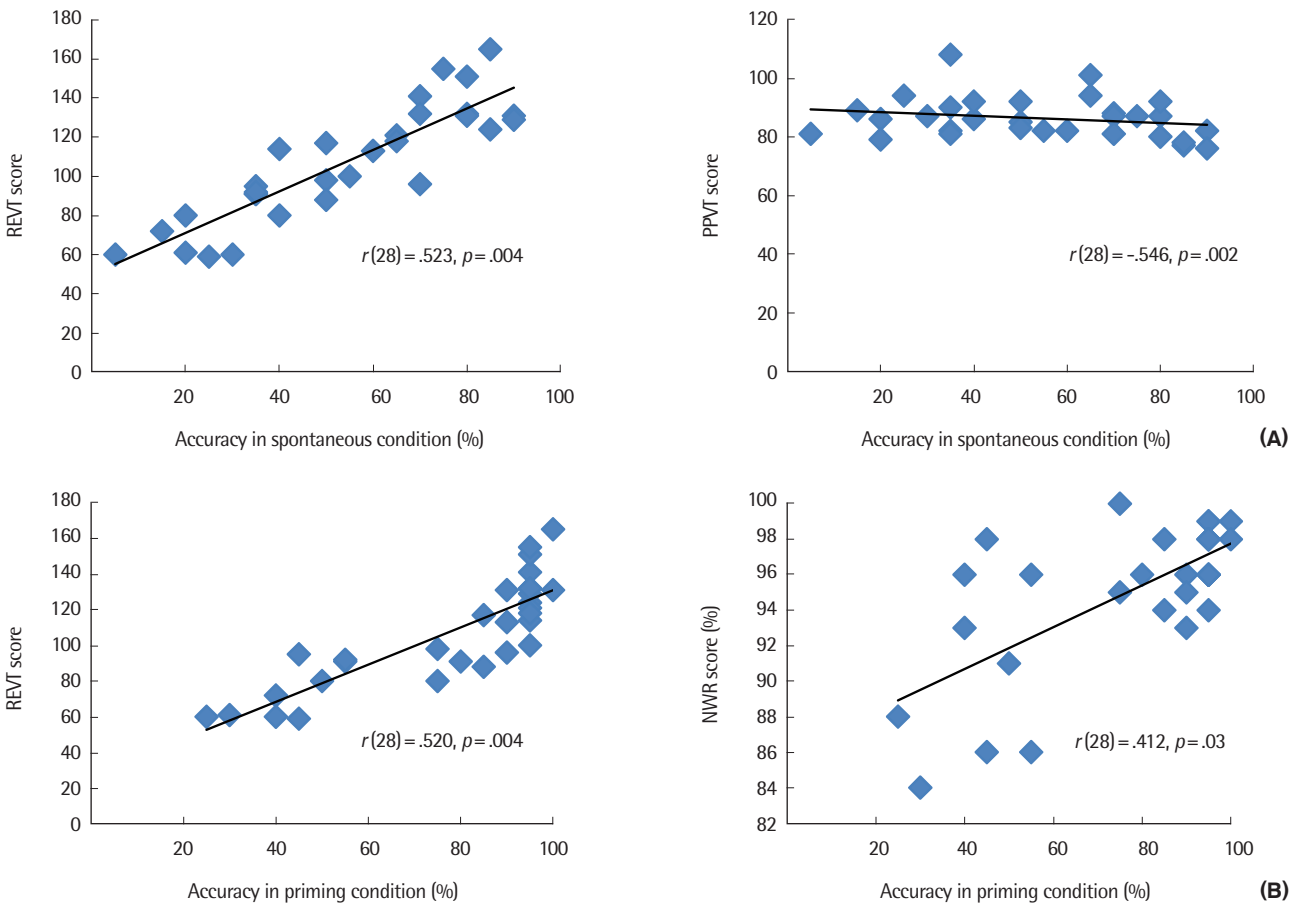 180
160
140
120
100
80
60
40
20
0
REVT score
r(28)=.523, p=.004
20 40 60 80 100
Accuracy in spontaneous condition (%)
120
100
80
60
40
20
0
PPVT score
r(28)=-.546, p=.002
20 40 60 80 100
Accuracy in spontaneous condition (%)
(A)
180
160
140
120
100
80
60
40
20
0
REVT score
r(28)=.520, p=.004
20 40 60 80 100
Accuracy in priming condition (%)
100
98
96
94
92
90
88
86
84
82
NWR score (%)
r(28)=.412, p=.03
20 40 60 80 100
Accuracy in priming condition (%)
(B)